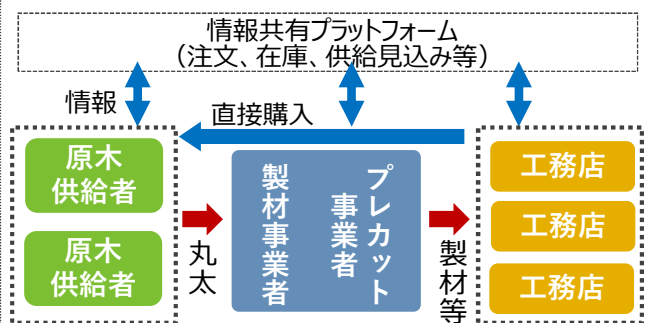 情報共有プラットフォーム
（注文、在庫、供給見込み等）
情報
直接購入
原木
供給者
原木
供給者
丸太
製材事業者
プレカット
事業者
製材等
工務店
工務店
工務店